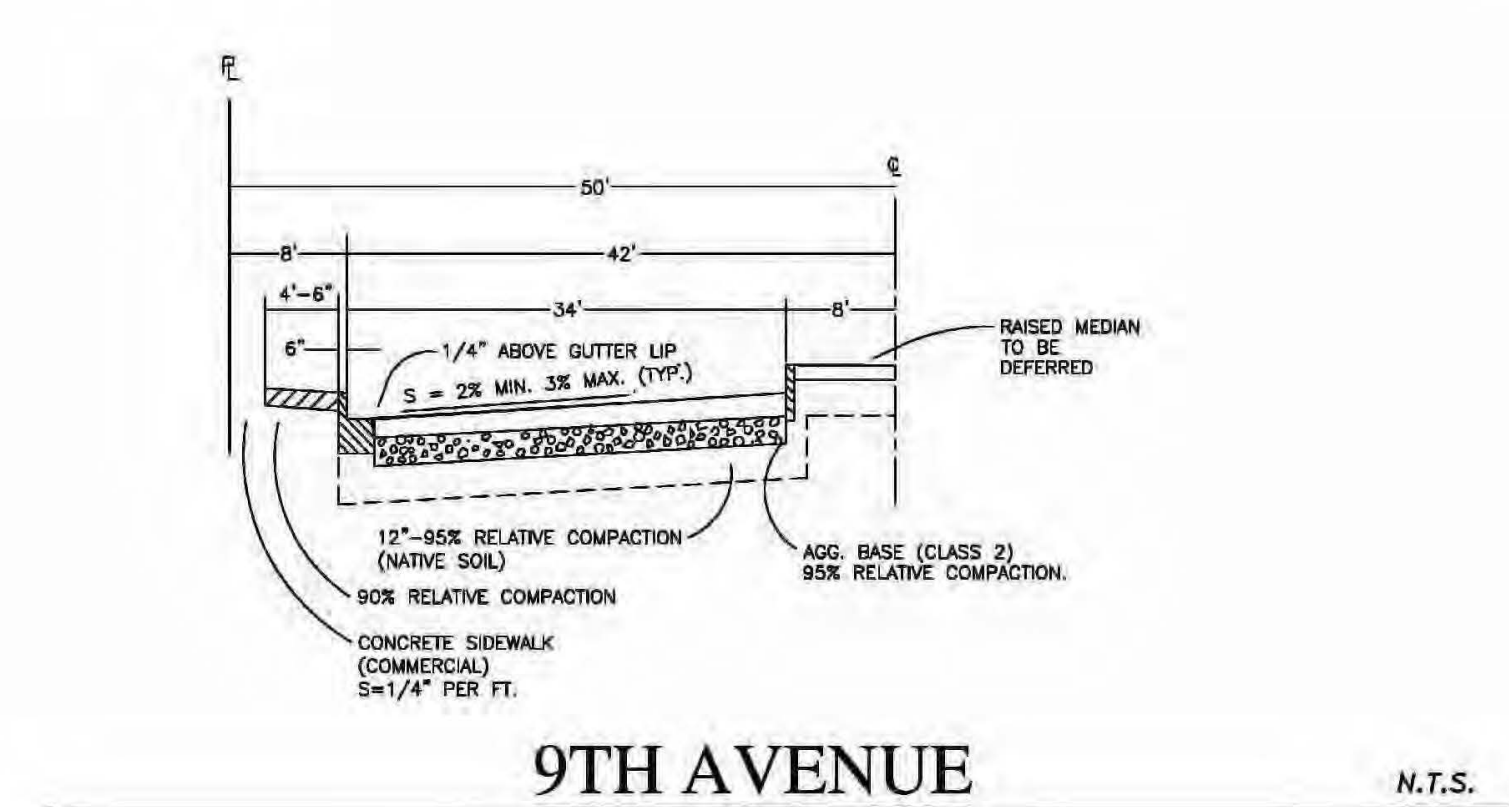 PL
CL
50'
8'
42'
4'-6"
34'
8'
RAISED MEDIAN
TO BE
DEFERRED
6"
1/4" ABOVE GUTTER LIP
S = 2% MIN. 3% MAX. (TYP.)
12"-95% RELATIVE COMPACTION
(NATIVE SOIL)
AGG. BASE (CLASS 2)
95% RELATIVE COMPACTION.
90% RELATIVE COMPACTION
CONCRETE SIDEWALK
(COMMERCIAL)
S=1/4" PER FT.
9TH AVENUE
N.T.S.